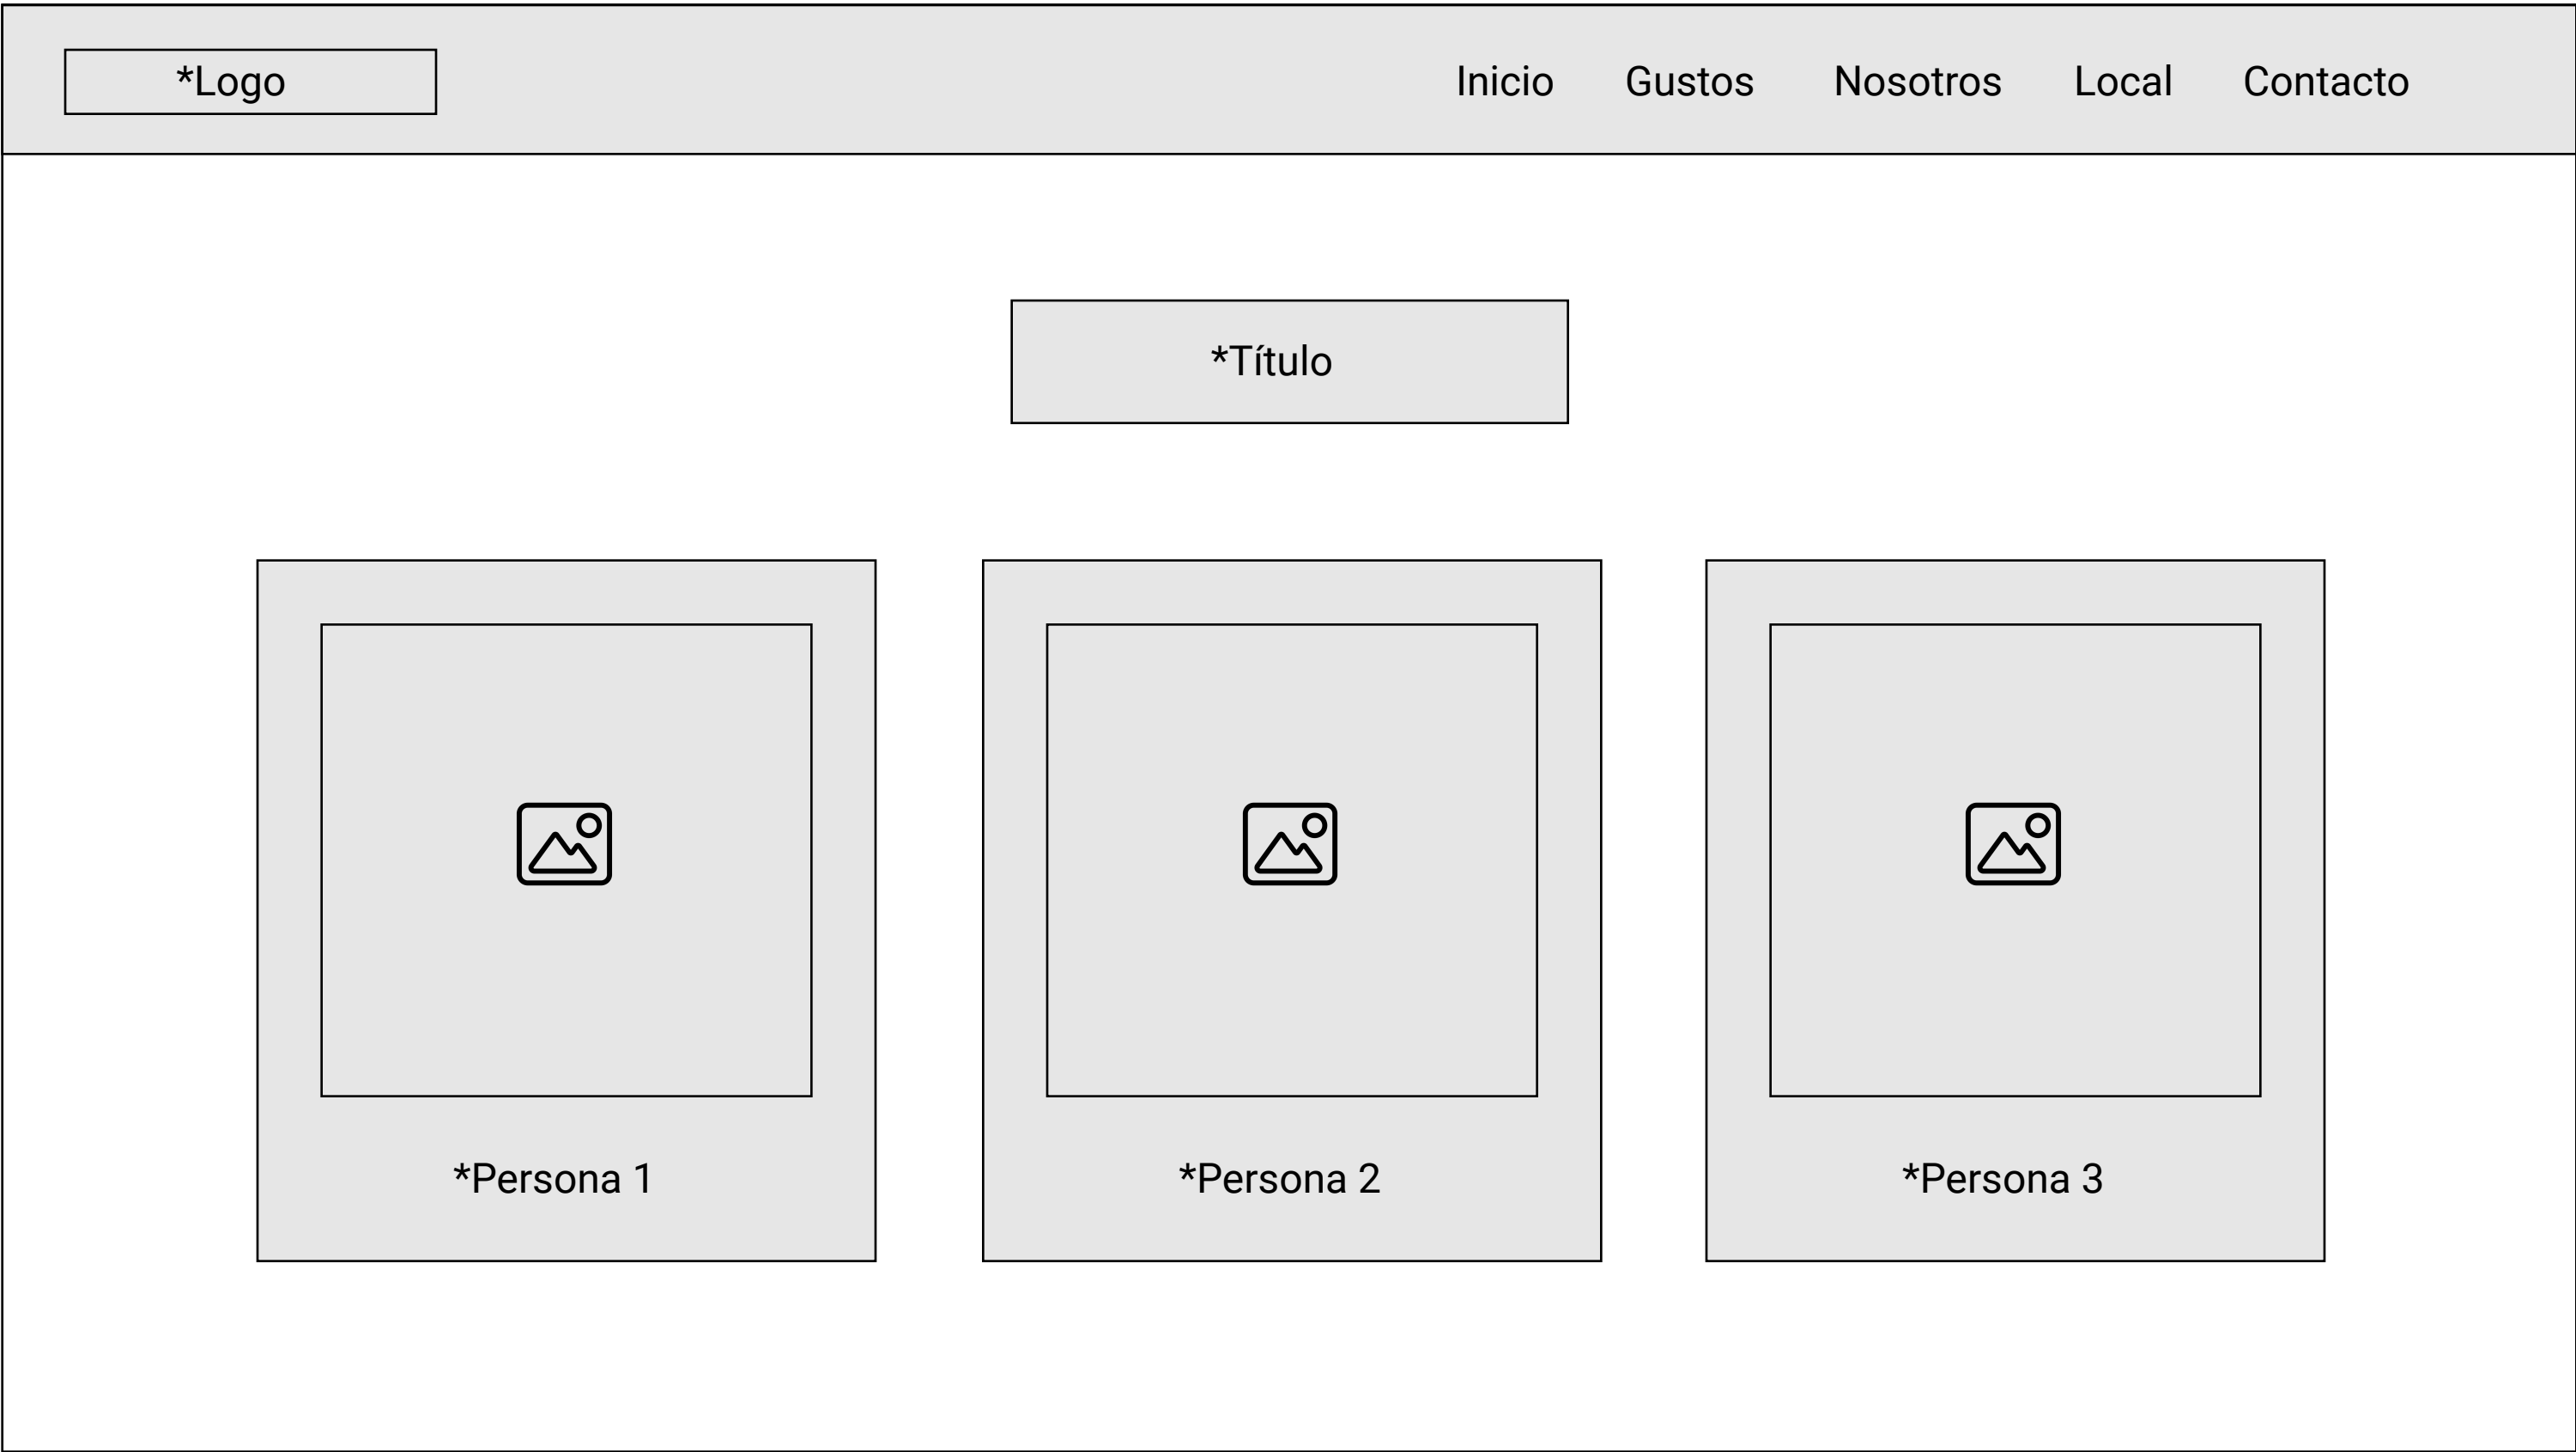 *Logo
Inicio Gustos Nosotros Local Contacto
*Título
*Persona 1
*Persona 2
*Persona 3